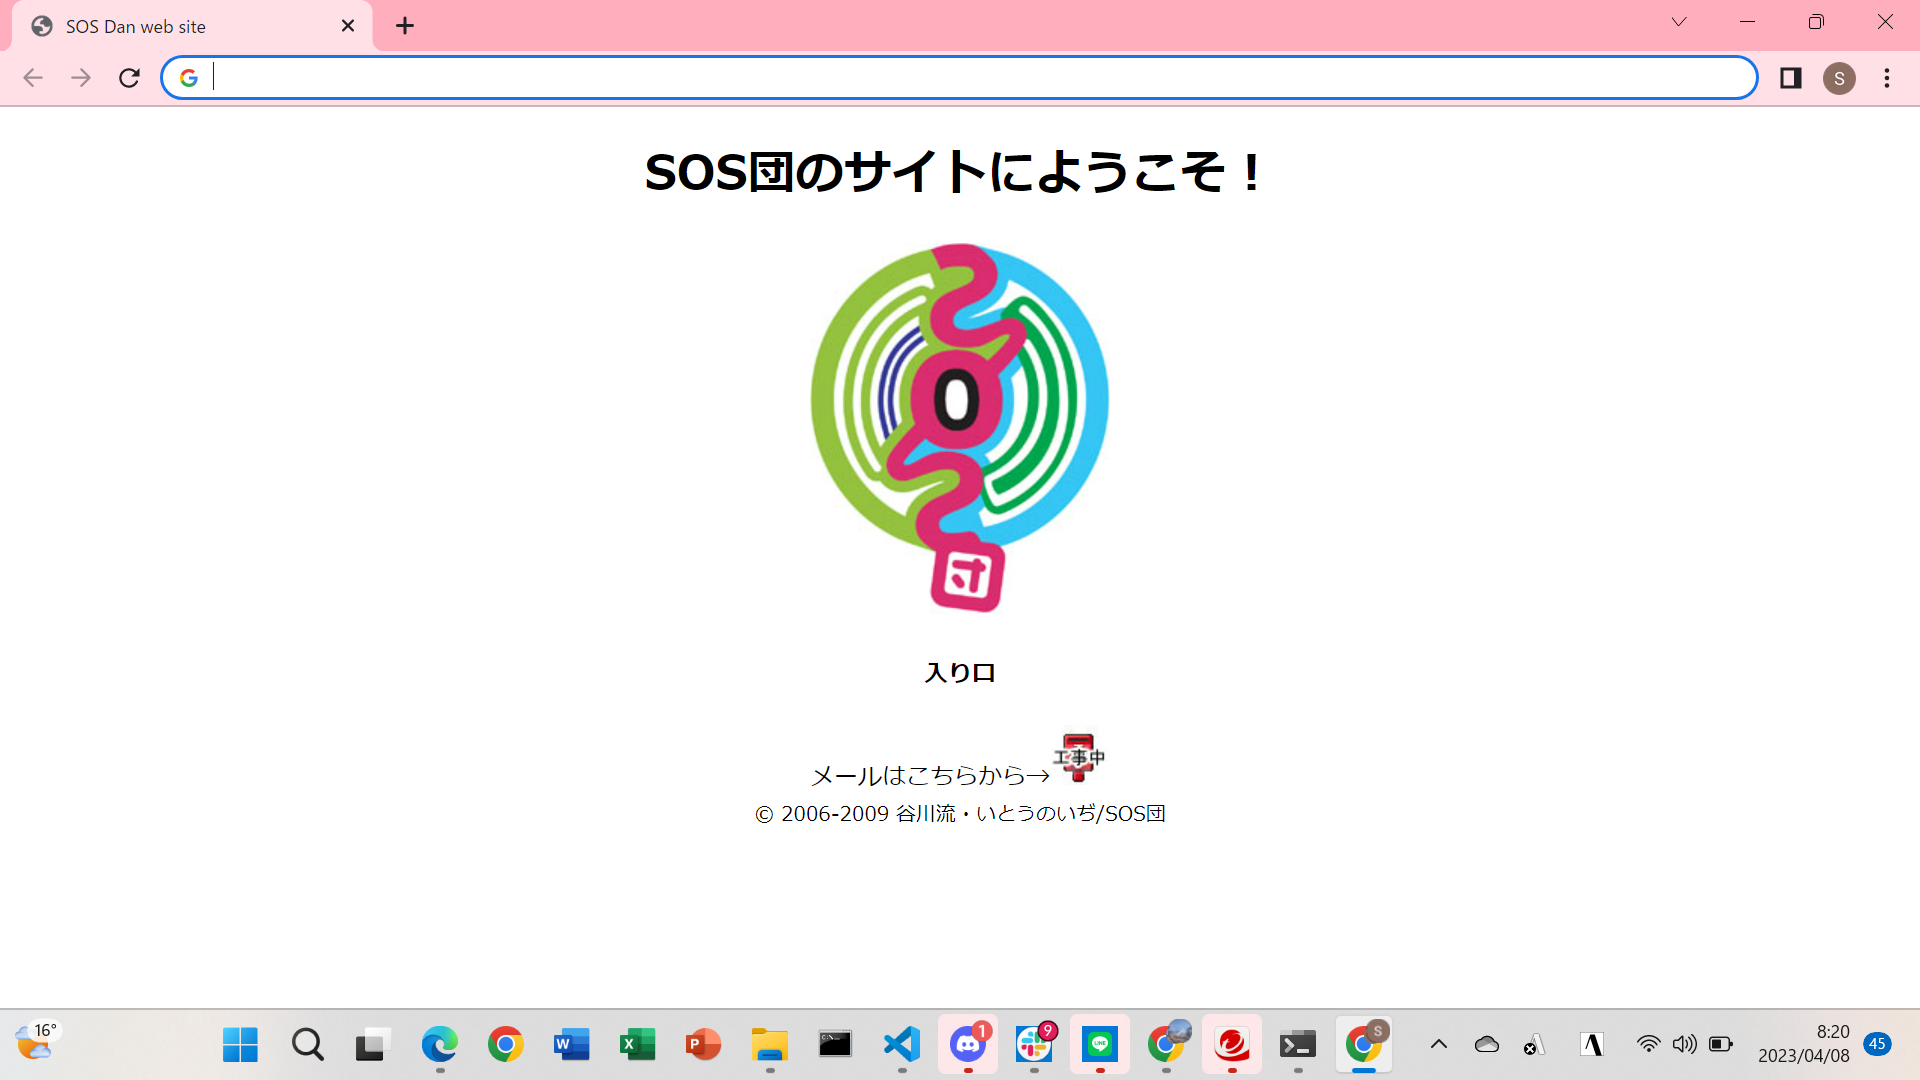 SOS Dan web site
S
SOS団のサイトにようこそ！
O
団
入り口
工事中
メールはこちらから→
© 2006-2009 谷川流・いとうのいぢ/SOS団
16°
1
9
LINE
S
8:20
2023/04/08
45